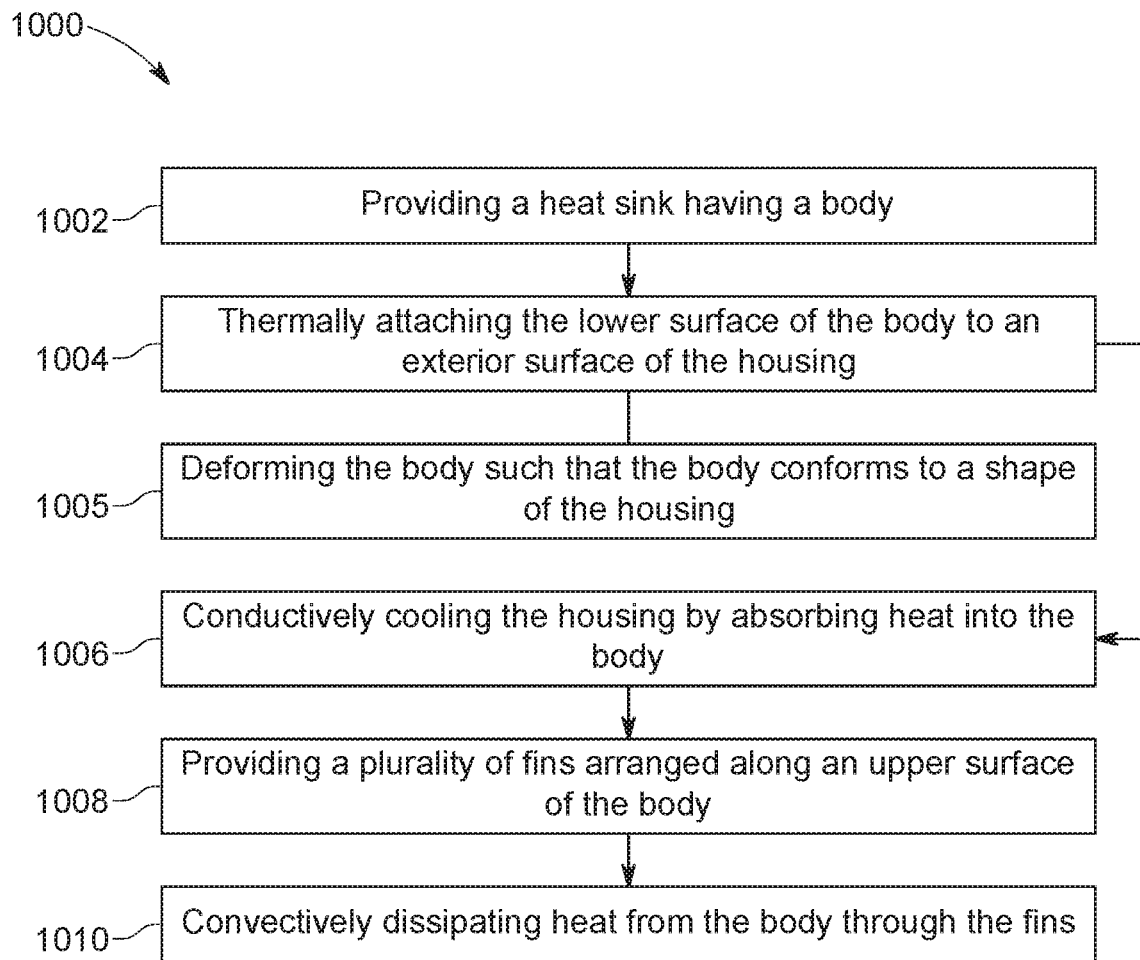 1000
1002
Providing a heat sink having a body
1004
Thermally attaching the lower surface of the body to an
exterior surface of the housing
1005
Deforming the body such that the body conforms to a shape
of the housing
1006
Conductively cooling the housing by absorbing heat into the
body
1008
Providing a plurality of fins arranged along an upper surface
of the body
1010
Convectively dissipating heat from the body through the fins